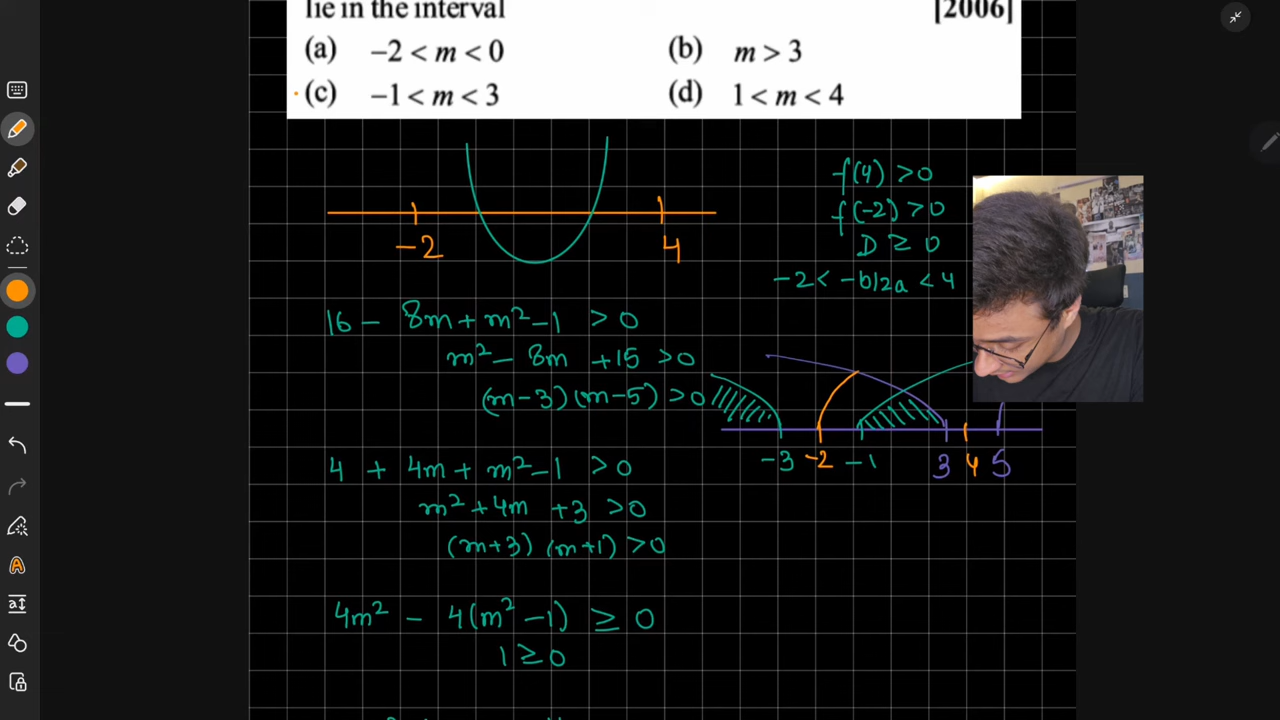 lie in the interval [2006]
(a) −2 < m < 0 (b) m > 3
(c) −1 < m < 3 (d) 1 < m < 4
f(4) > 0
f(-2) > 0
D ≥ 0
-2 < -b/2a < 4
-2 4
16 - 8m + m² - 1 > 0
m² - 8m + 15 > 0
(m-3)(m-5) > 0
-3 -2 -1 3 4 5
4 + 4m + m² - 1 > 0
m² + 4m + 3 > 0
(m+3)(m+1) > 0
4m² - 4(m² - 1) ≥ 0
1 ≥ 0